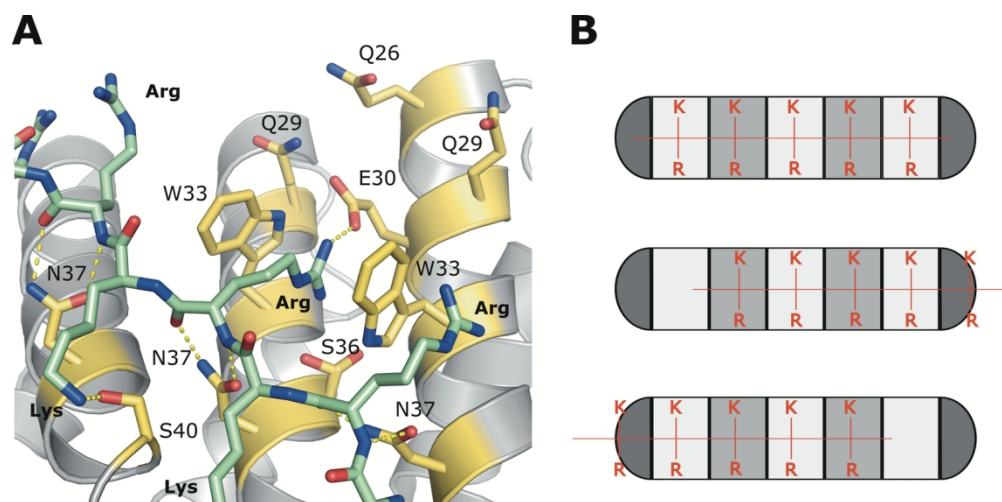 A
B
Arg
Q26
Q29
Q29
E30
W33
W33
N37
Arg
Arg
S36
N37
Lys
S40
N37
Lys
K K K K K
R R R R R
K K K K K
R R R R R
K K K K K
R R R R R